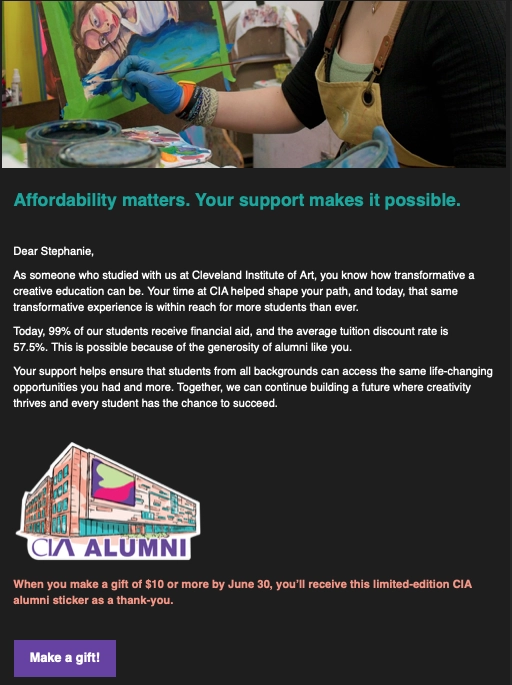 Affordability matters. Your support makes it possible.
Dear Stephanie,
As someone who studied with us at Cleveland Institute of Art, you know how transformative a
creative education can be. Your time at CIA helped shape your path, and today, that same
transformative experience is within reach for more students than ever.
Today, 99% of our students receive financial aid, and the average tuition discount rate is
57.5%. This is possible because of the generosity of alumni like you.
Your support helps ensure that students from all backgrounds can access the same life-changing
opportunities you had and more. Together, we can continue building a future where creativity
thrives and every student has the chance to succeed.
CIA ALUMNI
When you make a gift of $10 or more by June 30, you'll receive this limited-edition CIA
alumni sticker as a thank-you.
Make a gift!